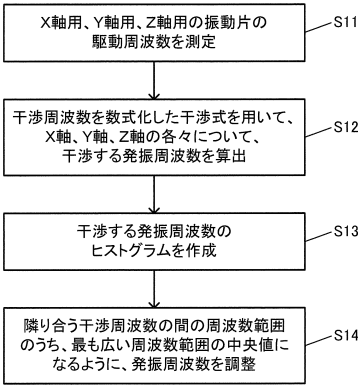 X軸用、Y軸用、Z軸用の振動片の
駆動周波数を測定
S11
干渉周波数を数式化した干渉式を用いて、
X軸、Y軸、Z軸の各々について、
干渉する発振周波数を算出
S12
干渉する発振周波数の
ヒストグラムを作成
S13
隣り合う干渉周波数の間の周波数範囲
のうち、最も広い周波数範囲の中央値に
なるように、発振周波数を調整
S14